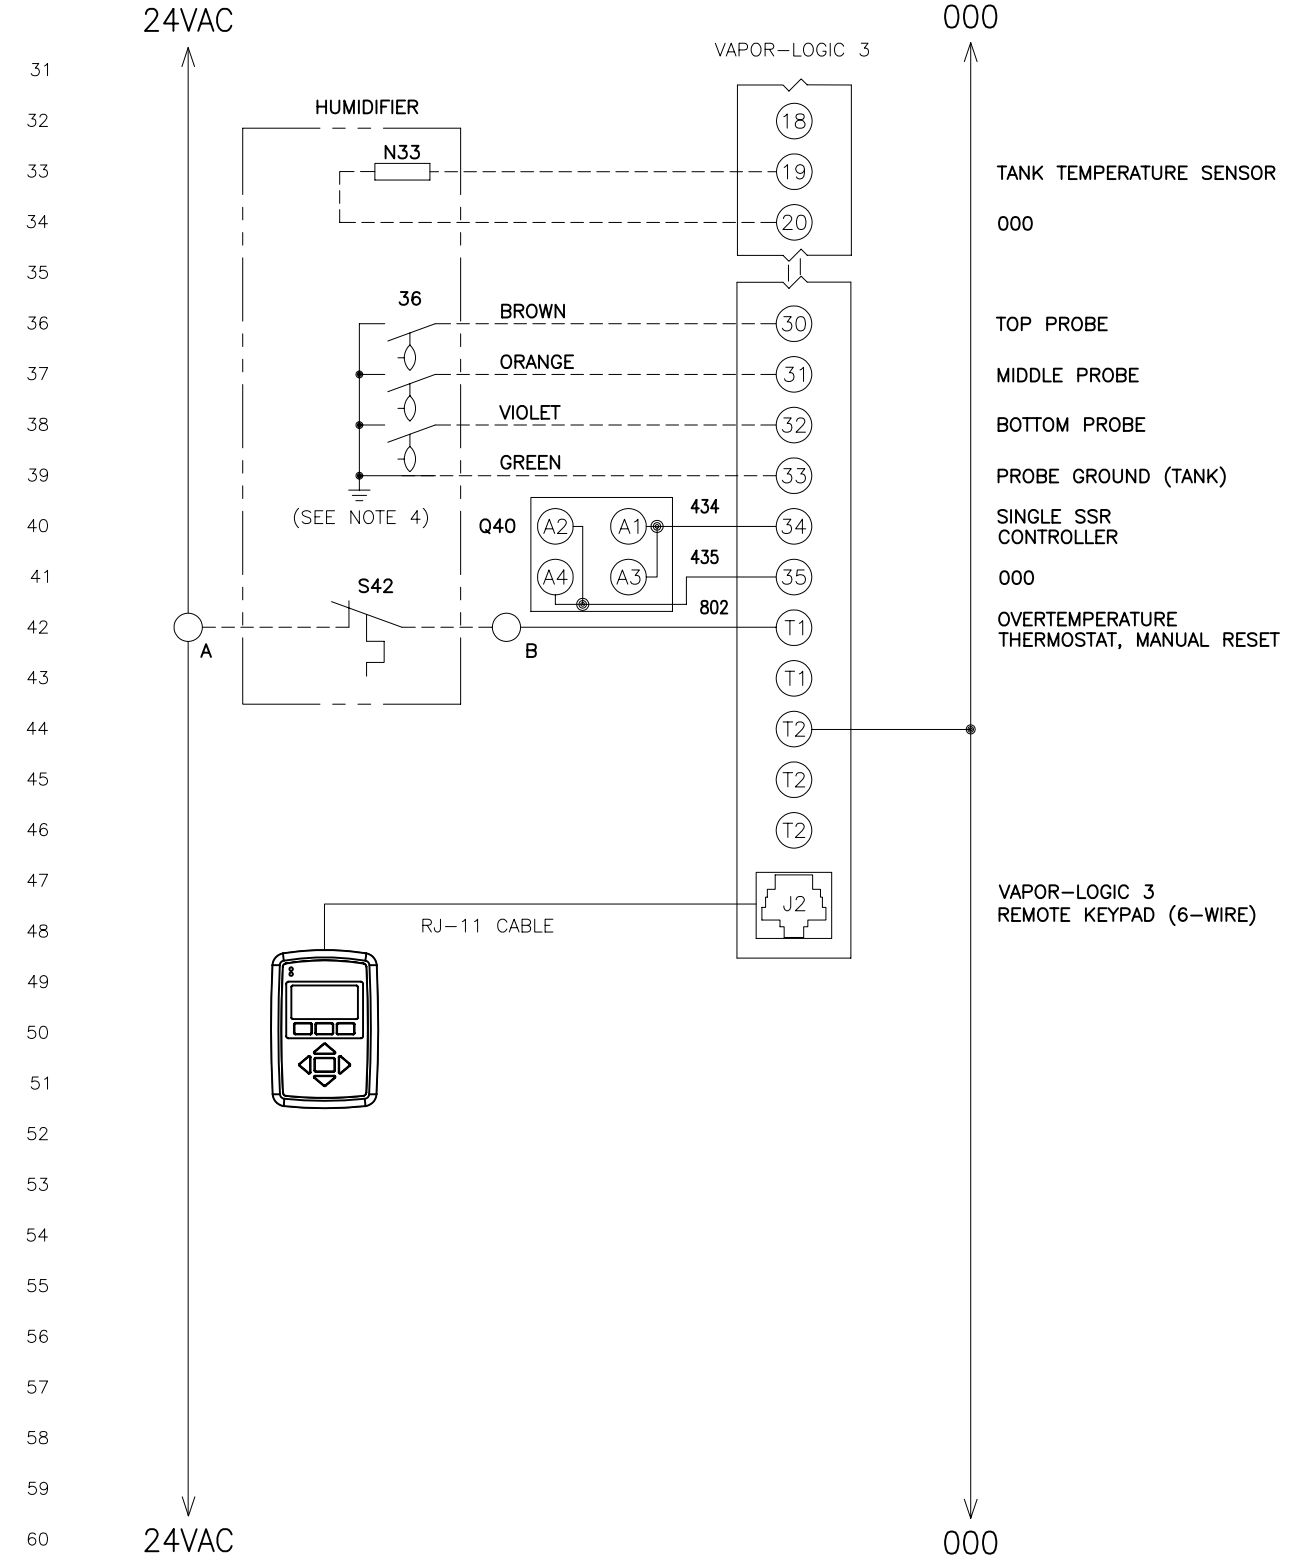 24VAC
000
VAPOR-LOGIC 3
31
HUMIDIFIER
32
18
N33
33
19
TANK TEMPERATURE SENSOR
34
20
000
35
36
BROWN
36
30
TOP PROBE
ORANGE
37
31
MIDDLE PROBE
VIOLET
38
32
BOTTOM PROBE
GREEN
39
33
PROBE GROUND (TANK)
(SEE NOTE 4)
434
40
Q40
A2
A1
34
SINGLE SSR
CONTROLLER
435
41
A4
A3
35
000
S42
802
42
A
B
T1
OVERTEMPERATURE
THERMOSTAT, MANUAL RESET
43
T1
44
T2
45
T2
46
T2
47
J2
VAPOR-LOGIC 3
REMOTE KEYPAD (6-WIRE)
RJ-11 CABLE
48
49
50
51
52
53
54
55
56
57
58
59
60
24VAC
000